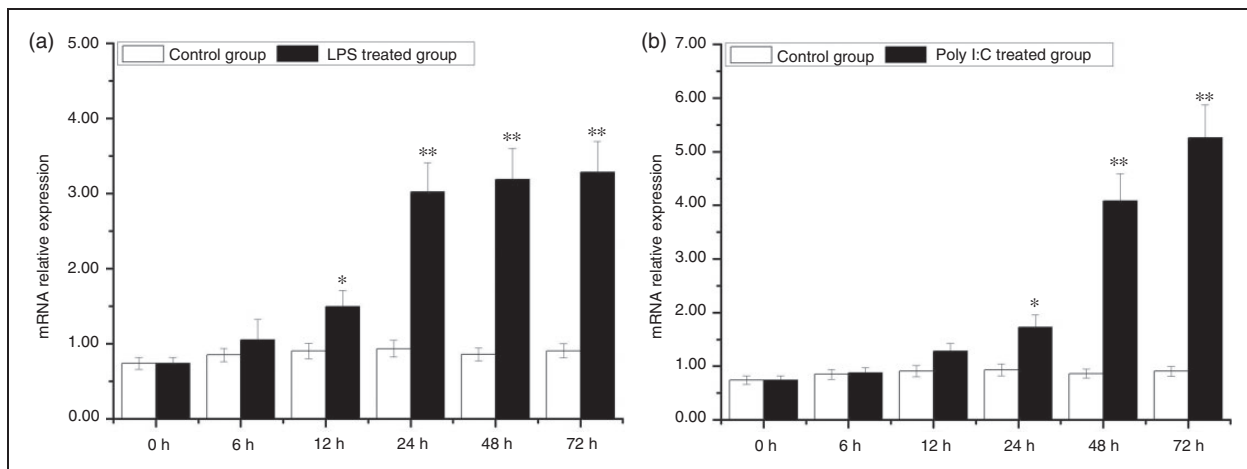 (a)
5.00
Control group LPS treated group
4.00
3.00
2.00
1.00
0.00
mRNA relative expression
*
**
**
**
0 h 6 h 12 h 24 h 48 h 72 h
(b)
7.00
Control group Poly I:C treated group
6.00
5.00
4.00
3.00
2.00
1.00
0.00
mRNA relative expression
*
**
**
0 h 6 h 12 h 24 h 48 h 72 h